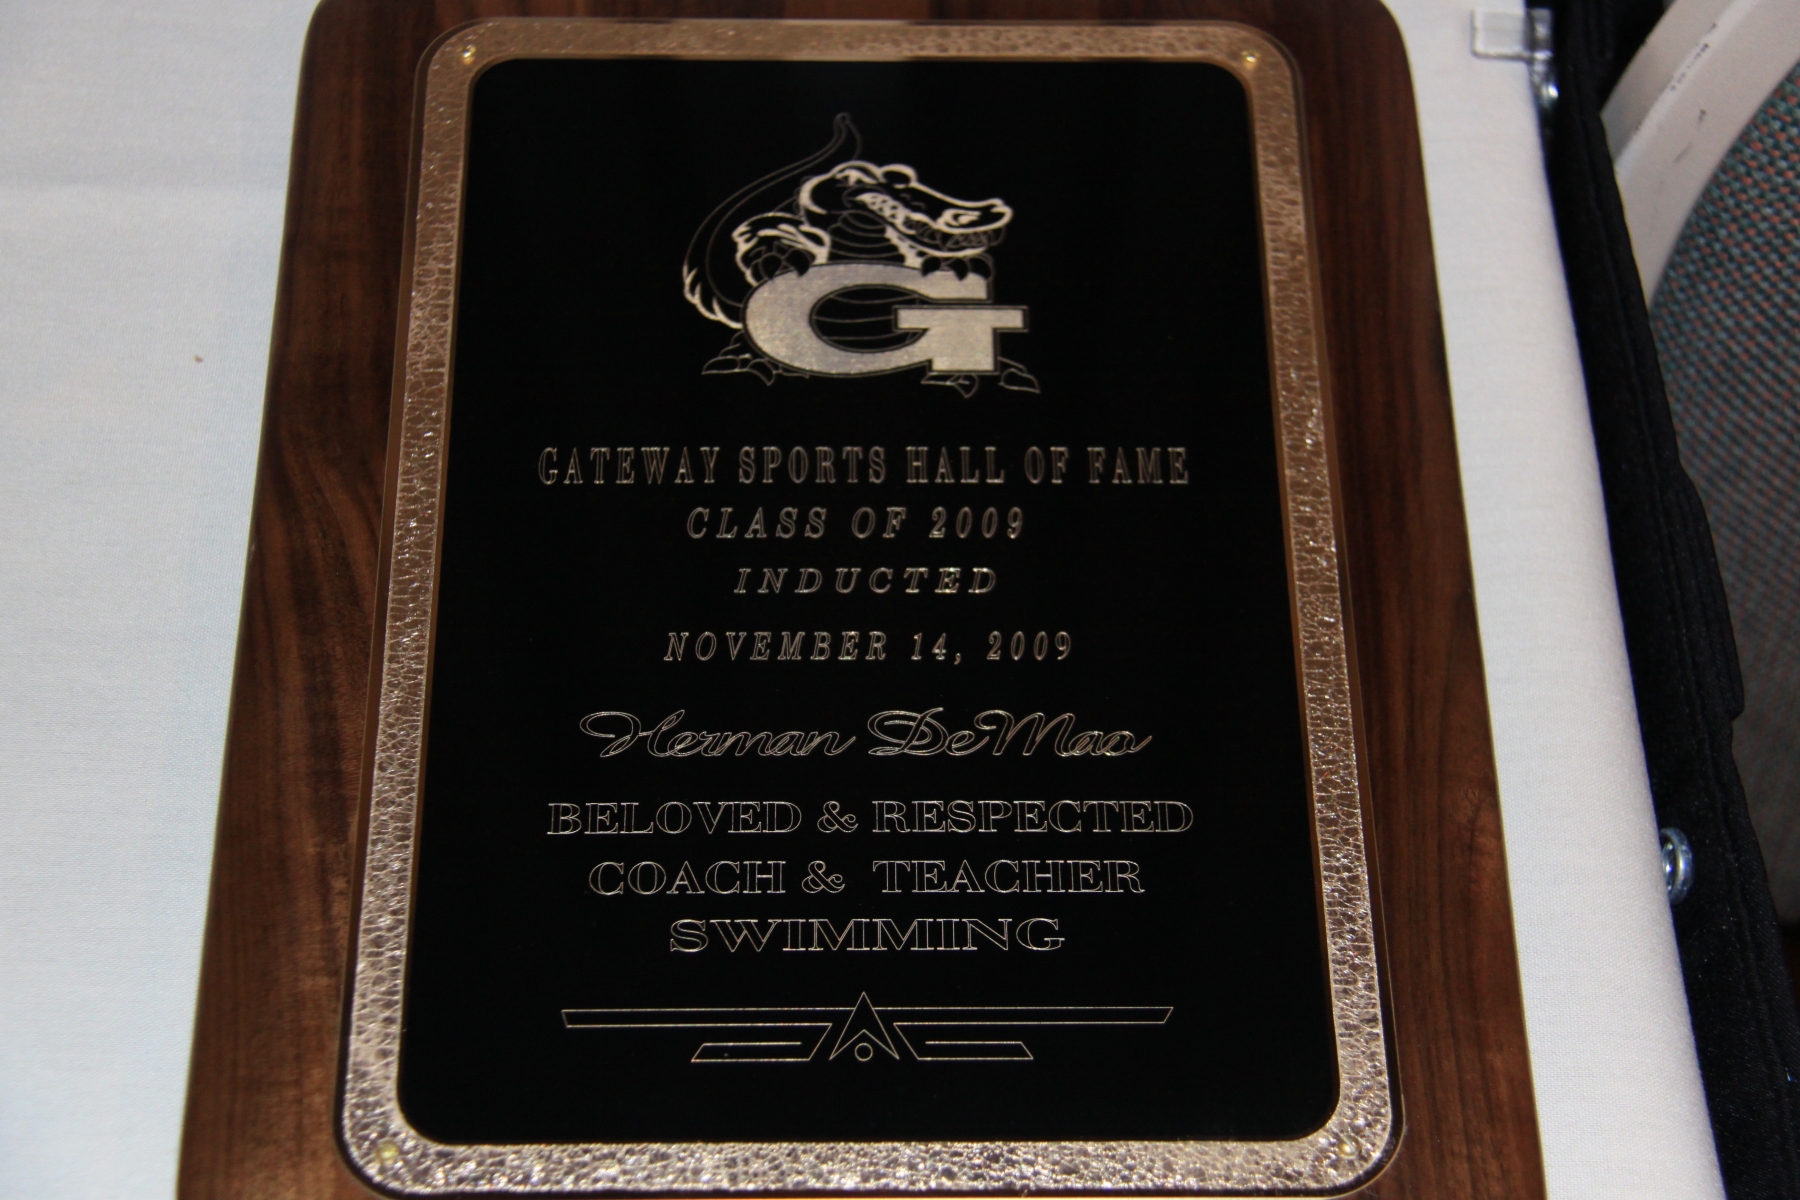 G
GATEWAY SPORTS HALL OF FAME
CLASS OF 2009
INDUCTED
NOVEMBER 14, 2009
Herman DeMao
BELOVED & RESPECTED
COACH & TEACHER
SWIMMING